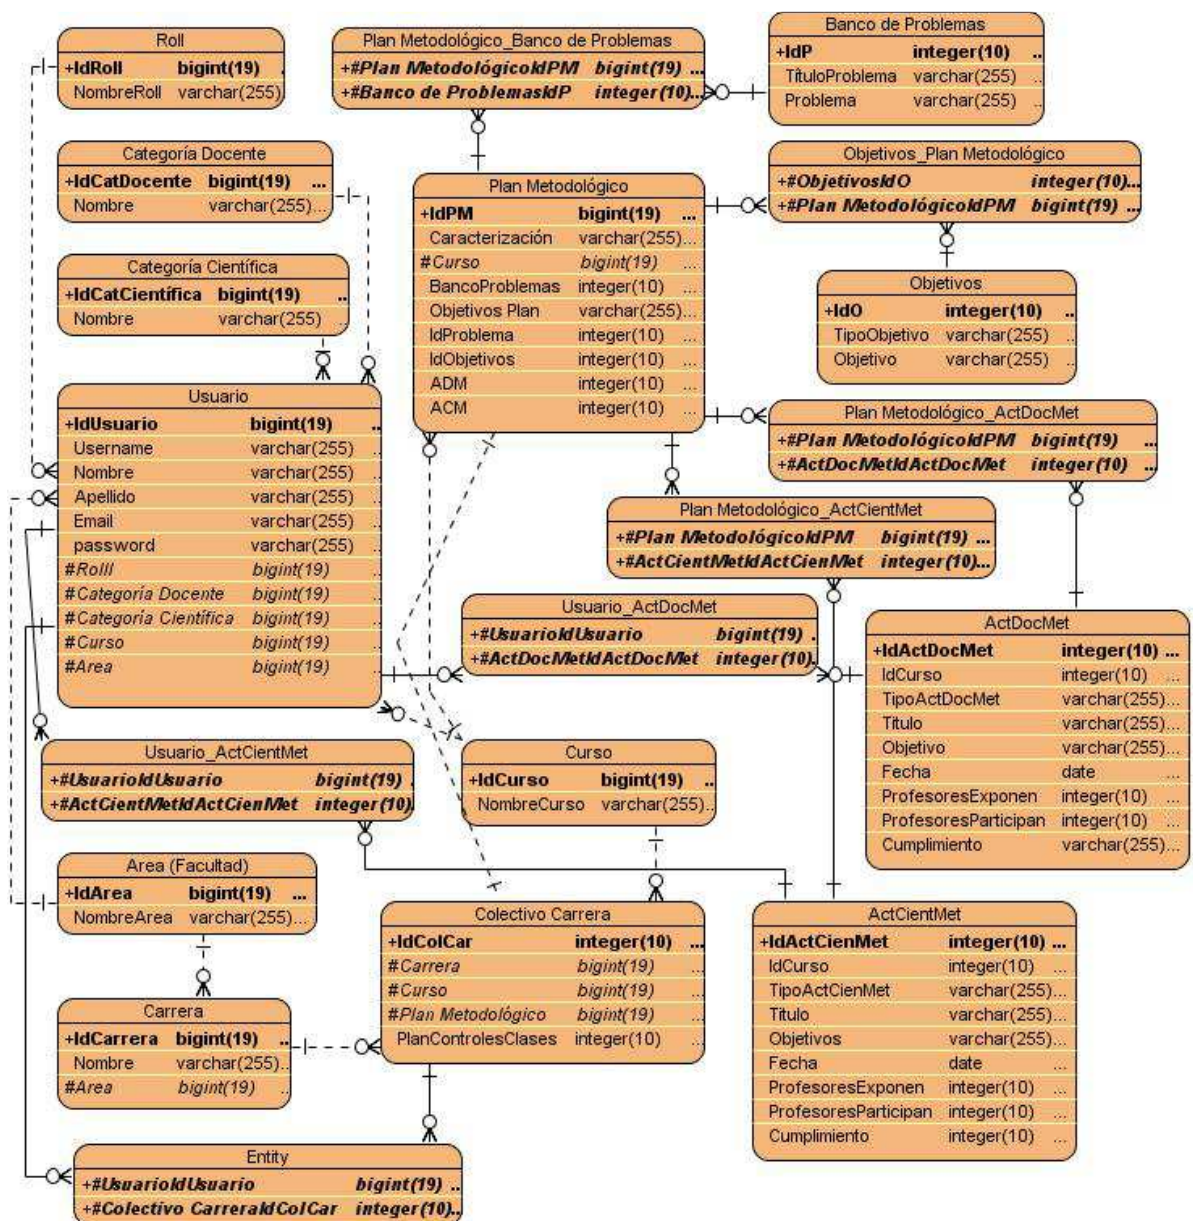 Roll
+IdRoll bigint(19) ..
NombreRoll varchar(255)
Plan Metodológico_Banco de Problemas
+#Plan MetodológicoIdPM bigint(19) ...
+#Banco de ProblemasIdP integer(10)...
Banco de Problemas
+IdP integer(10) ..
TítuloProblema varchar(255) ..
Problema varchar(255) ..
Categoría Docente
+IdCatDocente bigint(19) ...
Nombre varchar(255)...
Plan Metodológico
+IdPM bigint(19) ...
Caracterización varchar(255)...
#Curso bigint(19) ...
BancoProblemas integer(10) ...
Objetivos Plan varchar(255)...
IdProblema integer(10) ...
IdObjetivos integer(10) ...
ADM integer(10) ...
ACM integer(10) ...
Objetivos_Plan Metodológico
+#ObjetivosIdO integer(10)...
+#Plan MetodológicoIdPM bigint(19) ...
Categoría Científica
+IdCatCientífica bigint(19) ..
Nombre varchar(255) ..
Objetivos
+IdO integer(10) ..
TipoObjetivo varchar(255) ..
Objetivo varchar(255) ..
Usuario
+IdUsuario bigint(19) ..
Username varchar(255) ..
Nombre varchar(255) ..
Apellido varchar(255) ..
Email varchar(255) ..
password varchar(255) ..
#Rolll bigint(19) ..
#Categoría Docente bigint(19) ..
#Categoría Científica bigint(19) ..
#Curso bigint(19) ..
#Area bigint(19) ..
Plan Metodológico_ActDocMet
+#Plan MetodológicoIdPM bigint(19) ...
+#ActDocMetIdActDocMet integer(10) ...
Plan Metodológico_ActCientMet
+#Plan MetodológicoIdPM bigint(19) ...
+#ActCientMetIdActCienMet integer(10)...
Usuario_ActDocMet
+#UsuarioIdUsuario bigint(19) .
+#ActDocMetIdActDocMet integer(10).
ActDocMet
+IdActDocMet integer(10) ...
IdCurso integer(10) ...
TipoActDocMet varchar(255)...
Titulo varchar(255)...
Objetivo varchar(255)...
Fecha date ...
ProfesoresExponen integer(10) ...
ProfesoresParticipan integer(10) ...
Cumplimiento varchar(255)...
Usuario_ActCientMet
+#UsuarioIdUsuario bigint(19) ..
+#ActCientMetIdActCienMet integer(10).
Curso
+IdCurso bigint(19) ..
NombreCurso varchar(255)..
Area (Facultad)
+IdArea bigint(19) ...
NombreArea varchar(255)...
Colectivo Carrera
+IdColCar integer(10) ...
#Carrera bigint(19) ...
#Curso bigint(19) ...
#Plan Metodológico bigint(19) ...
PlanControlesClases integer(10) ...
ActCientMet
+IdActCienMet integer(10) ...
IdCurso integer(10) ...
TipoActCienMet varchar(255)...
Titulo varchar(255)...
Objetivos varchar(255)...
Fecha date ...
ProfesoresExponen integer(10) ...
ProfesoresParticipan integer(10) ...
Cumplimiento integer(10) ...
Carrera
+IdCarrera bigint(19) ..
Nombre varchar(255)..
#Area bigint(19) ..
Entity
+#UsuarioIdUsuario bigint(19) ..
+#Colectivo CarreraIdColCar integer(10)..